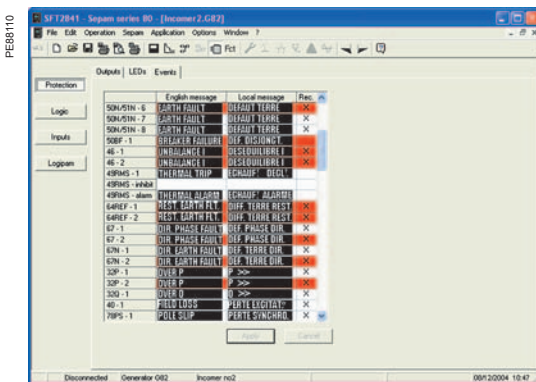 PE88110
SFT2841 - Sepam series 80 - [Incomer2.G82]
File Edit Operation Sepam Application Options Window ?
Fct
Outputs LEDs Events
Protection
Logic
Inputs
Logipam
English message Local message Rec.
50N/51N - 6 EARTH FAULT DEFAUT TERRE X
50N/51N - 7 EARTH FAULT DEFAUT TERRE X
50N/51N - 8 EARTH FAULT DEFAUT TERRE X
50BF - 1 BREAKER FAILURE DEF. DISJONCT. X
46 - 1 UNBALANCE I DESEQUILIBRE I X
46 - 2 UNBALANCE I DESEQUILIBRE I X
49RMS - 1 THERMAL TRIP ECHAUFT DECLT.
49RMS - inhibit
49RMS - alarm THERMAL ALARM ECHAUFT ALARME
64REF - 1 REST. EARTH FLT. DIFF. TERRE REST. X
64REF - 2 REST. EARTH FLT. DIFF. TERRE REST. X
67 - 1 DIR. PHASE FAULT DEF. PHASE DIR. X
67 - 2 DIR. PHASE FAULT DEF. PHASE DIR. X
67N - 1 DIR. EARTH FAULT DEF. TERRE DIR. X
67N - 2 DIR. EARTH FAULT DEF. TERRE DIR. X
32P - 1 OVER P P >> X
32P - 2 OVER P P >> X
32Q - 1 OVER Q Q >> X
40 - 1 FIELD LOSS PERTE EXCITAT° X
78PS - 1 POLE SLIP PERTE SYNCHRO. X
Apply Cancel
Disconnected Generator G82 Incomer no2 08/12/2004 10:47